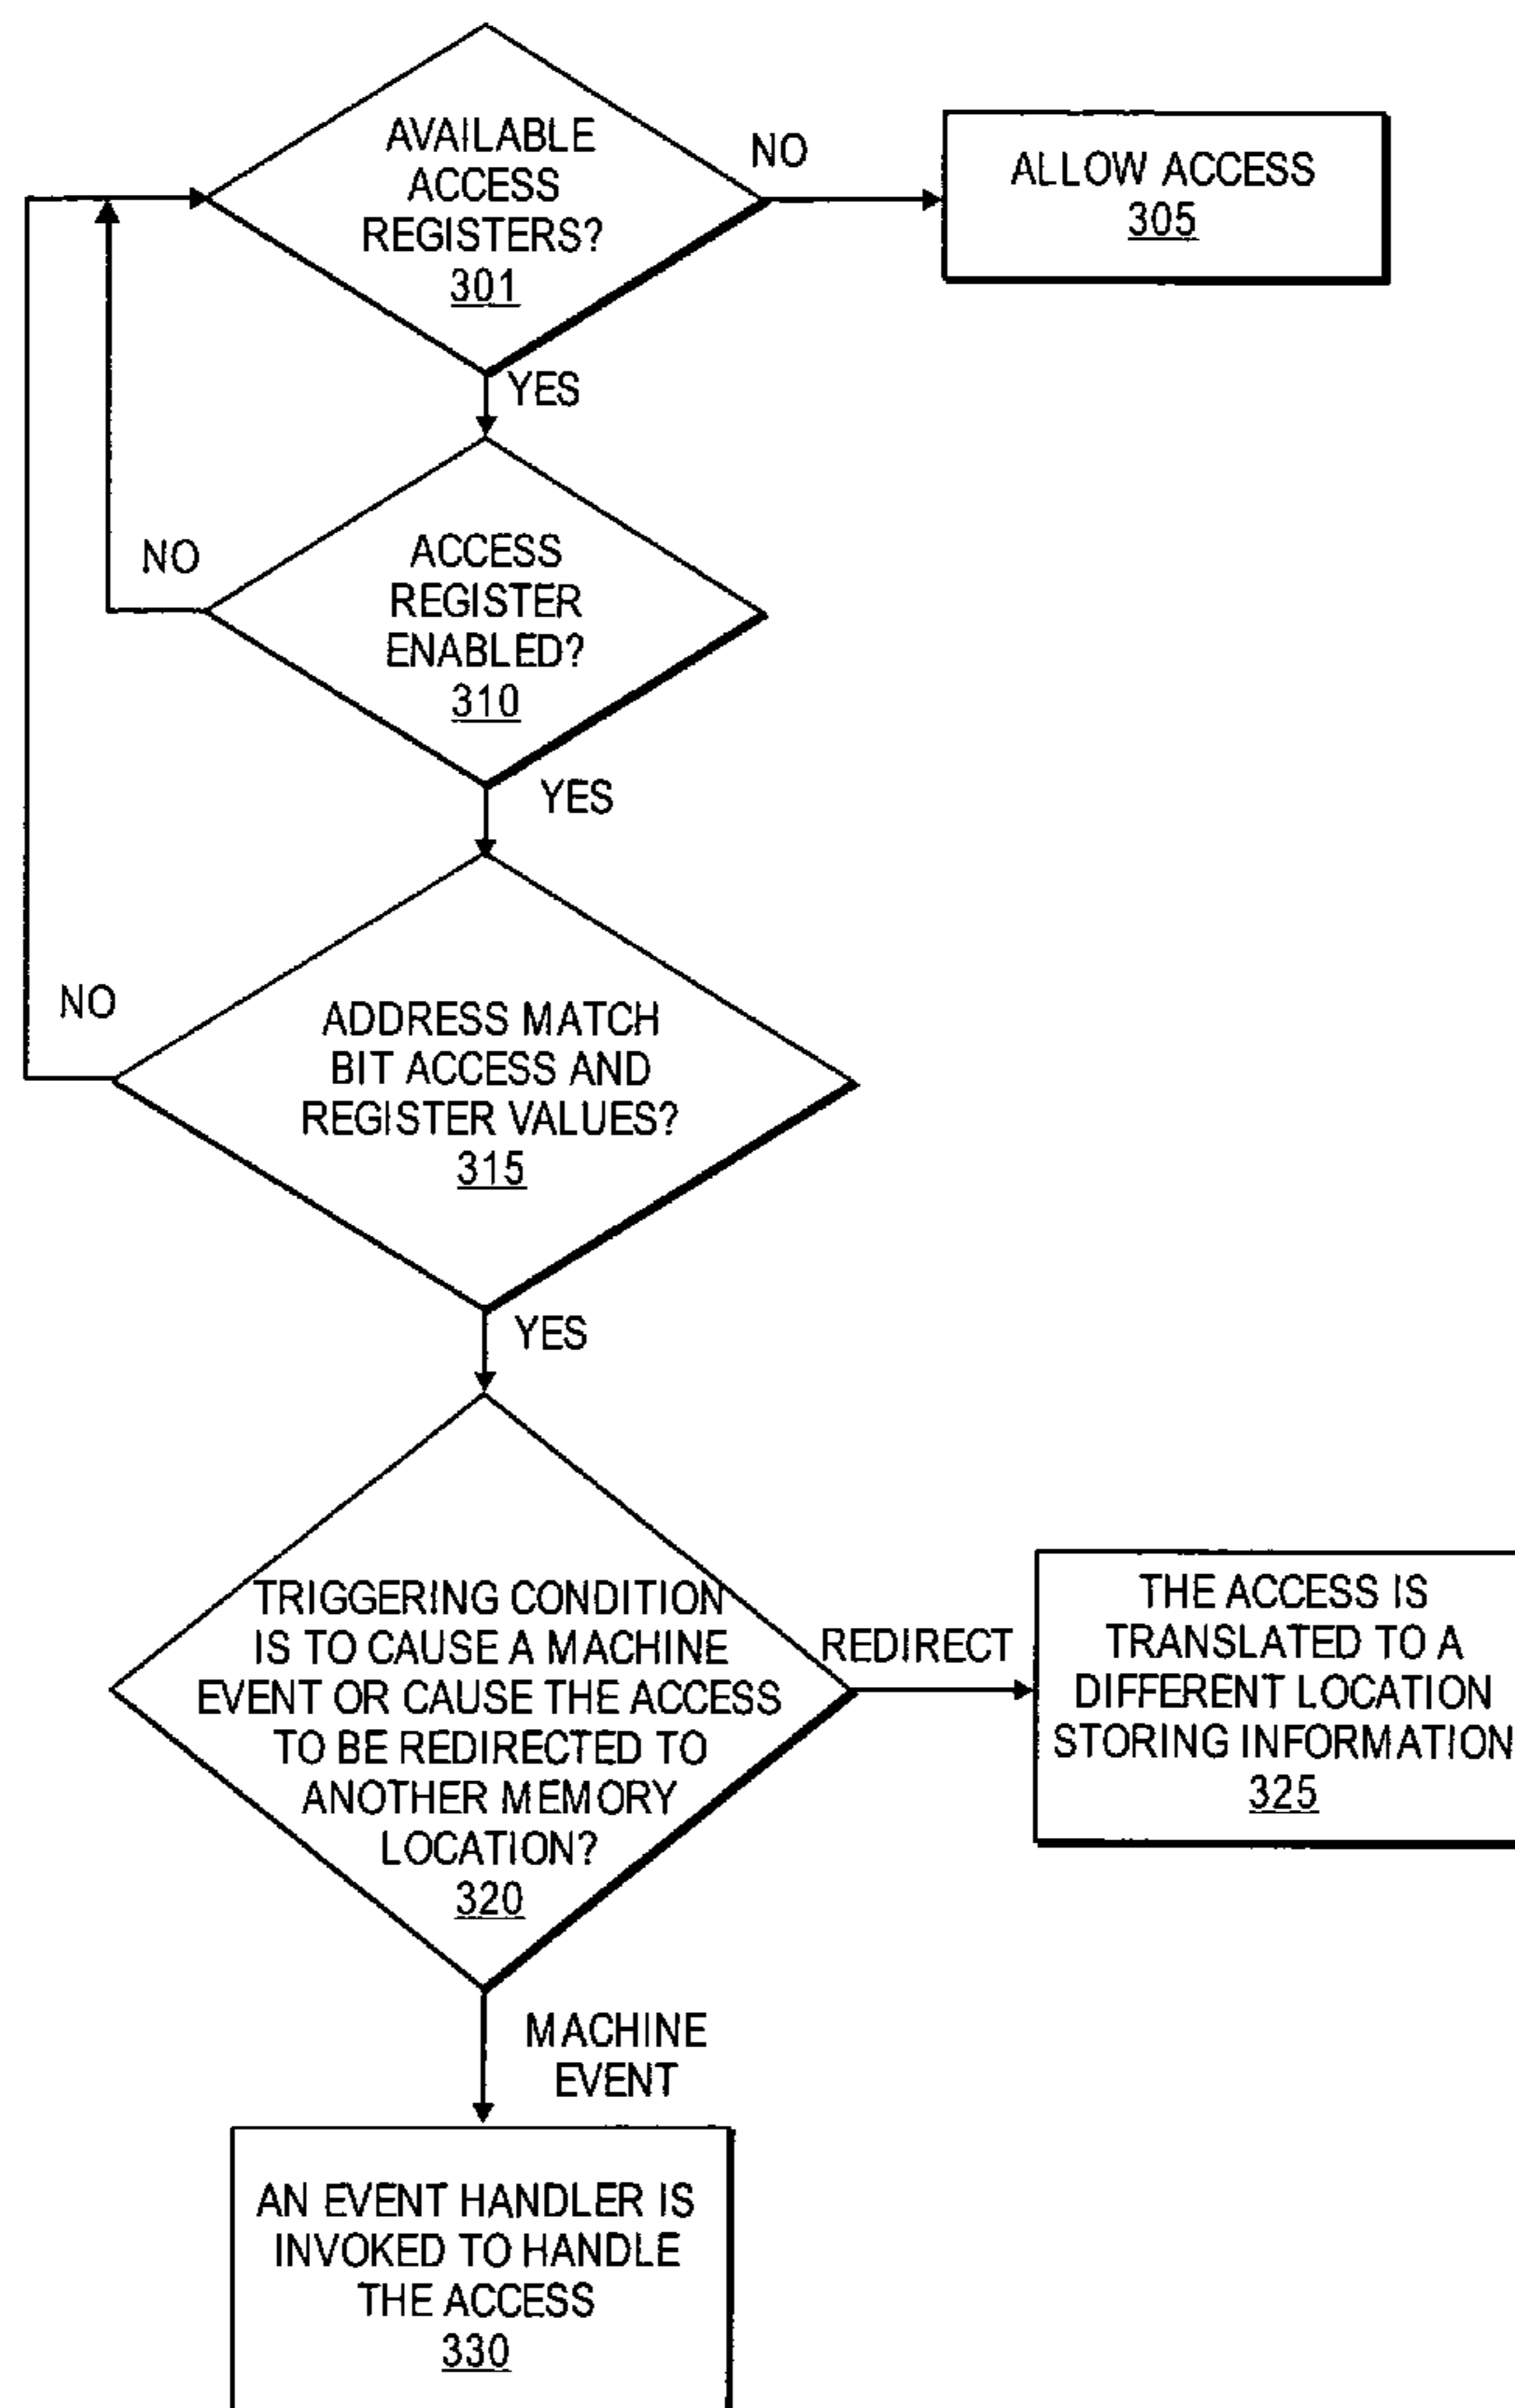 AVAILABLE
ACCESS
REGISTERS?
301
NO
ALLOW ACCESS
305
YES
ACCESS
REGISTER
ENABLED?
310
NO
YES
ADDRESS MATCH
BIT ACCESS AND
REGISTER VALUES?
315
NO
YES
TRIGGERING CONDITION
IS TO CAUSE A MACHINE
EVENT OR CAUSE THE ACCESS
TO BE REDIRECTED TO
ANOTHER MEMORY
LOCATION?
320
REDIRECT
THE ACCESS IS
TRANSLATED TO A
DIFFERENT LOCATION
STORING INFORMATION
325
MACHINE
EVENT
AN EVENT HANDLER IS
INVOKED TO HANDLE
THE ACCESS
330